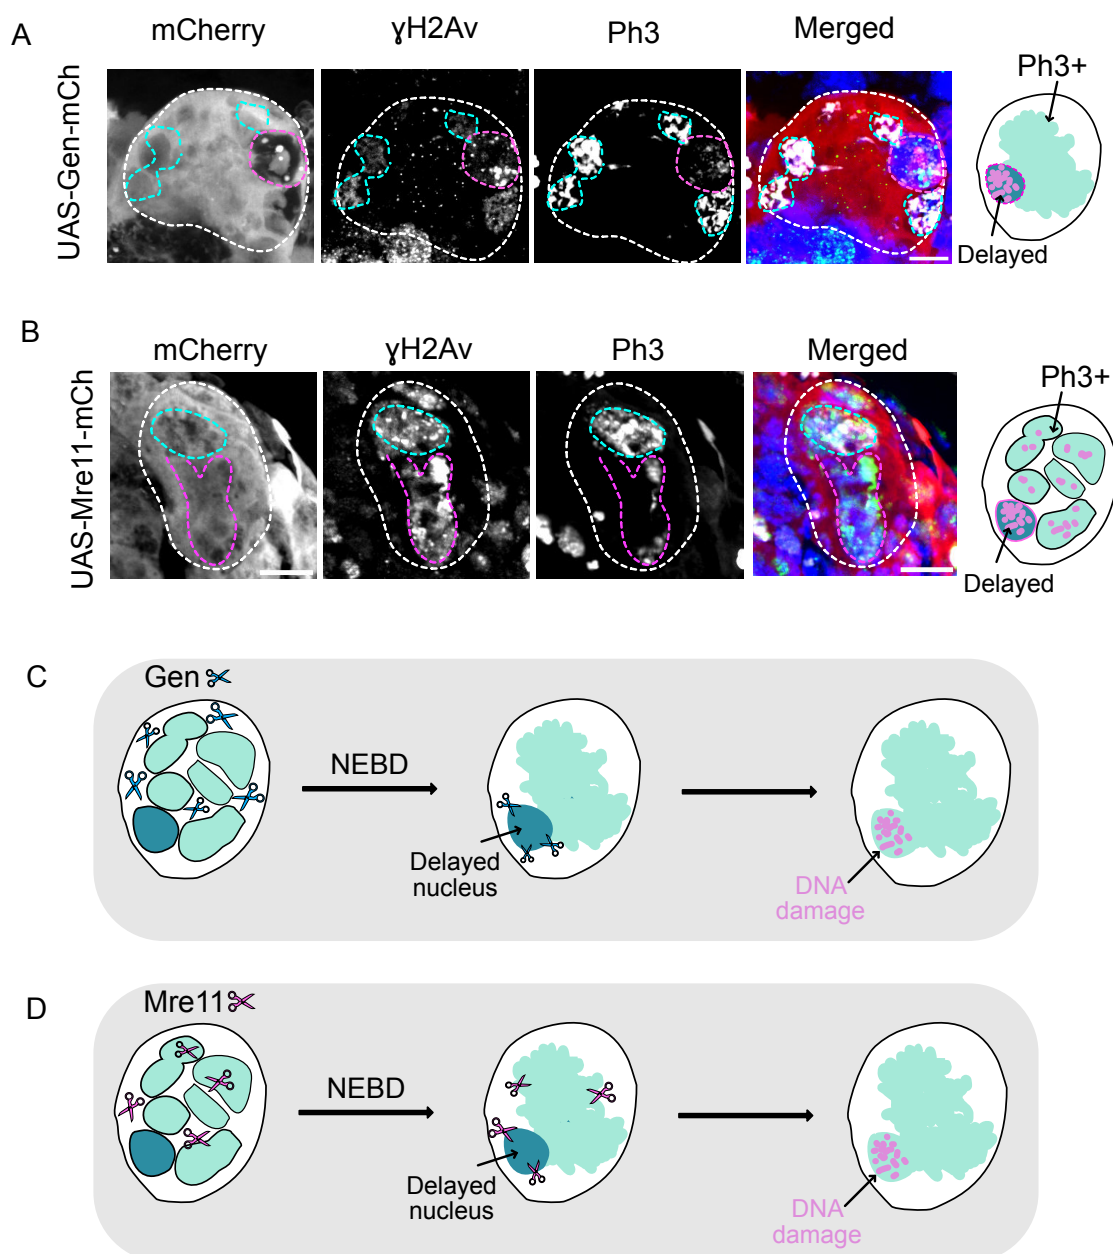 A
mCherry
ɣH2Av
Ph3
Merged
UAS-Gen-mCh
Ph3+
Delayed
B
mCherry
ɣH2Av
Ph3
Merged
UAS-Mre11-mCh
Ph3+
Delayed
C
Gen
NEBD
Delayed
nucleus
DNA
damage
D
Mre11
NEBD
Delayed
nucleus
DNA
damage